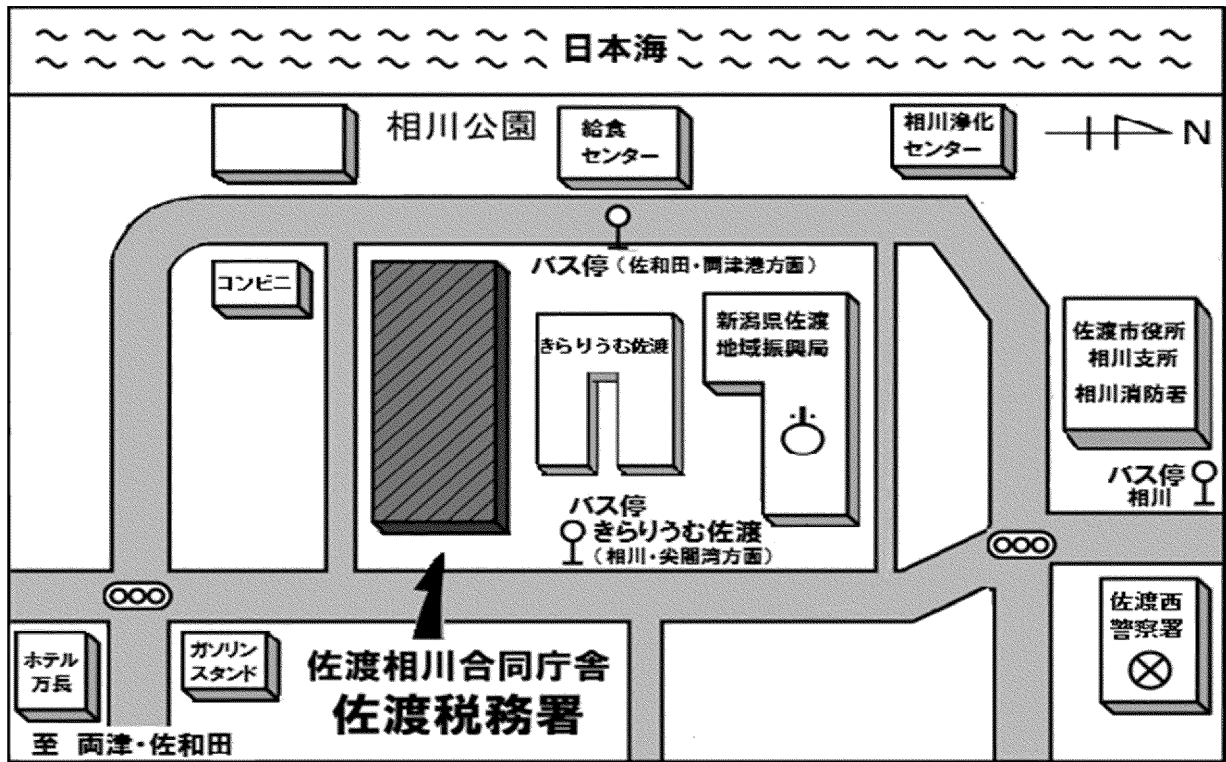 日本海
相川公園
給食
センター
相川浄化
センター
N
コンビニ
バス停(佐和田・両津港方面)
きらりうむ佐渡
新潟県佐渡
地域振興局
佐渡市役所
相川支所
相川消防署
バス停
相川
バス停
きらりうむ佐渡
(相川・尖閣湾方面)
佐渡西
警察署
ホテル
万長
ガソリン
スタンド
佐渡相川合同庁舎
佐渡税務署
至 両津・佐和田